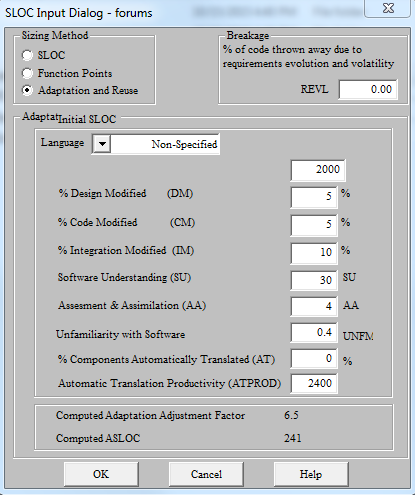 SLOC Input Dialog - forums
Sizing Method
SLOC
Function Points
Adaptation and Reuse
Breakage
% of code thrown away due to
requirements evolution and volatility
REVL 0.00
Adaptat Initial SLOC
Language Non-Specified
2000
% Design Modified (DM) 5 %
% Code Modified (CM) 5 %
% Integration Modified (IM) 10 %
Software Understanding (SU) 30 SU
Assesment & Assimilation (AA) 4 AA
Unfamiliarity with Software 0.4 UNFM
% Components Automatically Translated (AT) 0 %
Automatic Translation Productivity (ATPROD) 2400
Computed Adaptation Adjustment Factor 6.5
Computed ASLOC 241
OK Cancel Help